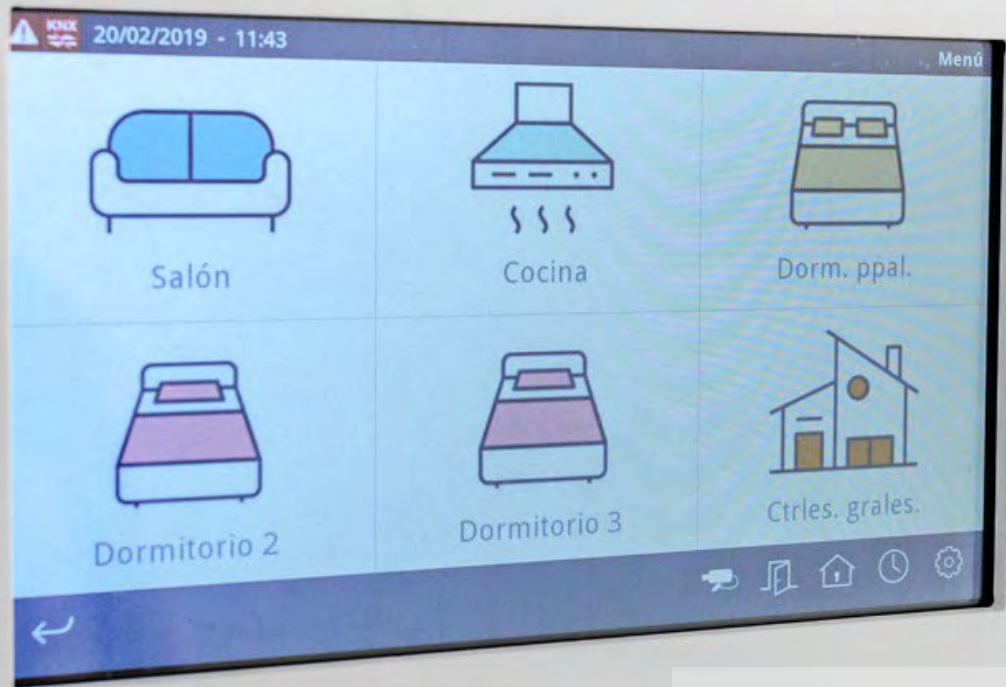 KNX
20/02/2019 - 11:43
Menú
Salón
Cocina
Dorm. ppal.
Dormitorio 2
Dormitorio 3
Ctrles. grales.